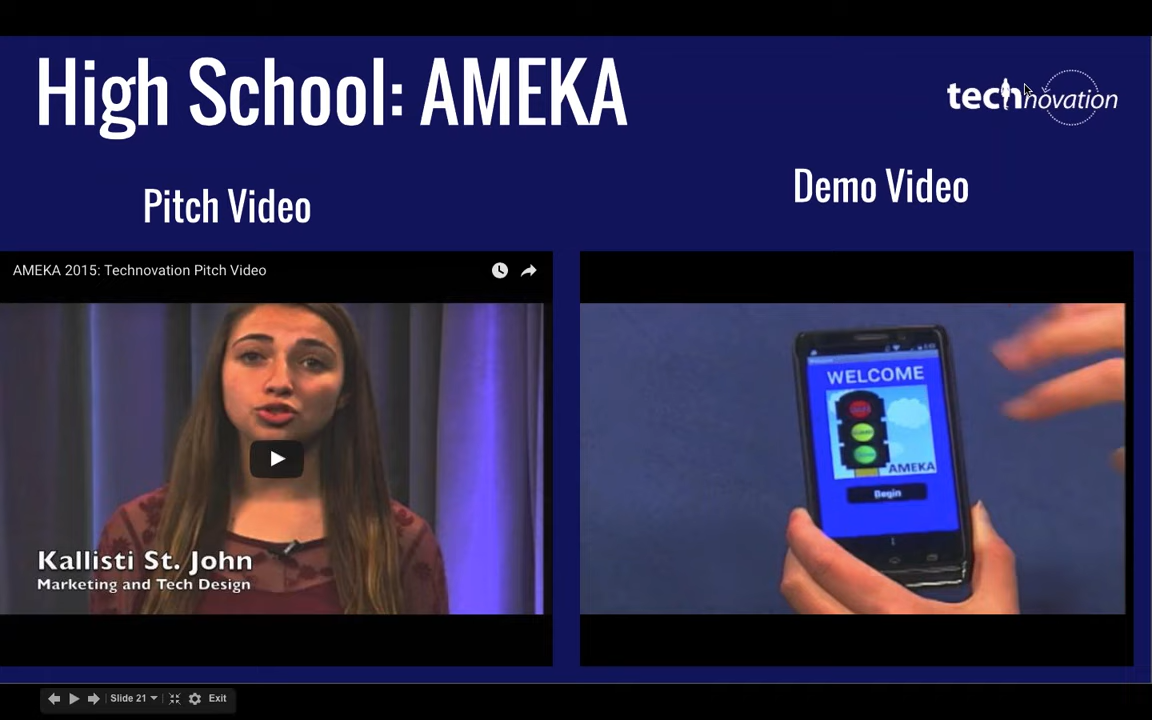 High School: AMEKA
technovation
Pitch Video
Demo Video
AMEKA 2015: Technovation Pitch Video
WELCOME
AMEKA
Begin
Kallisti St. John
Marketing and Tech Design
Slide 21
Exit